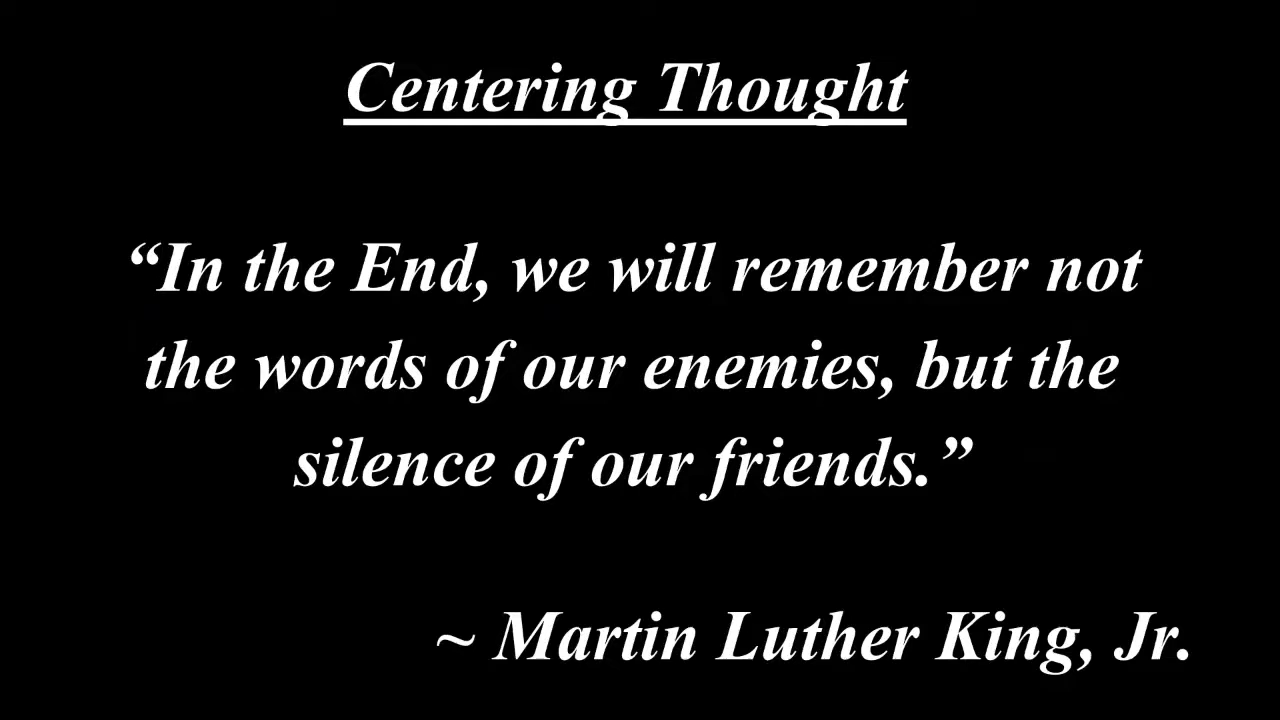 Centering Thought
“In the End, we will remember not
the words of our enemies, but the
silence of our friends.”
~ Martin Luther King, Jr.